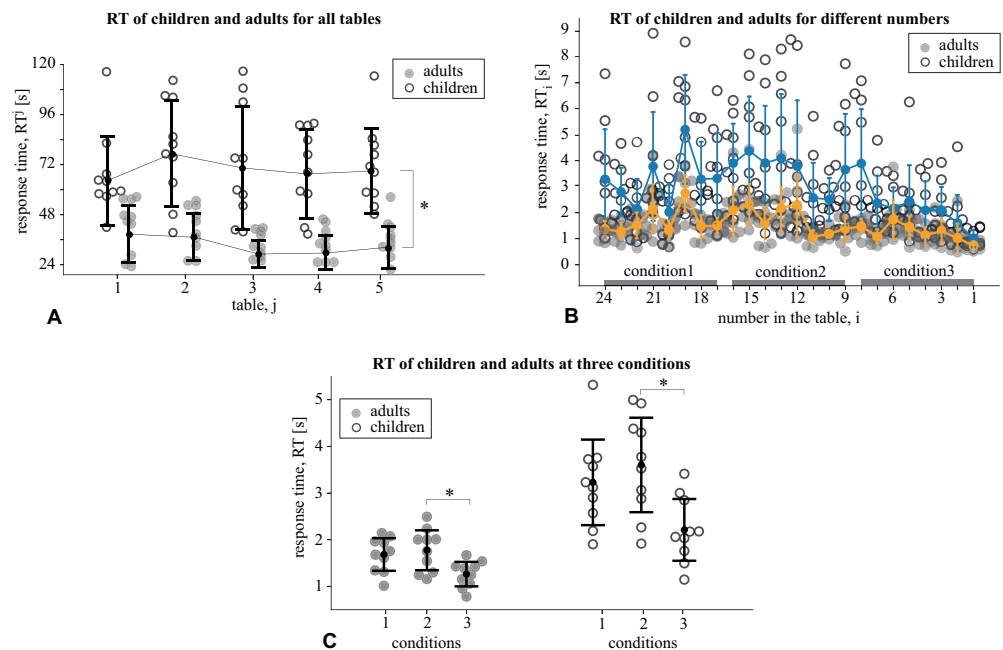 RT of children and adults for all tables
120
96
72
48
24
response time, RTʲ [s]
adults
children
*
1 2 3 4 5
table, j
A
RT of children and adults for different numbers
9
8
7
6
5
4
3
2
1
0
response time, RTᵢ [s]
adults
children
condition1 condition2 condition3
24 21 18 15 12 9 6 3 1
number in the table, i
B
RT of children and adults at three conditions
5
4
3
2
1
response time, RT [s]
adults
children
*
*
1 2 3 1 2 3
conditions conditions
C